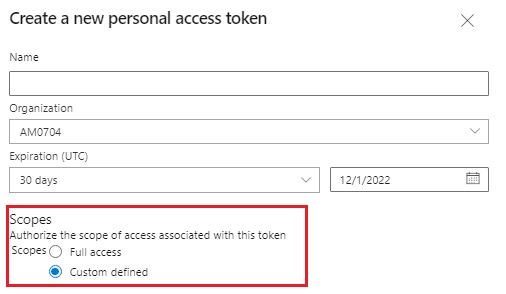 Create a new personal access token
Name
Organization
AM0704
Expiration (UTC)
30 days 12/1/2022
Scopes
Authorize the scope of access associated with this token
Scopes Full access
Custom defined